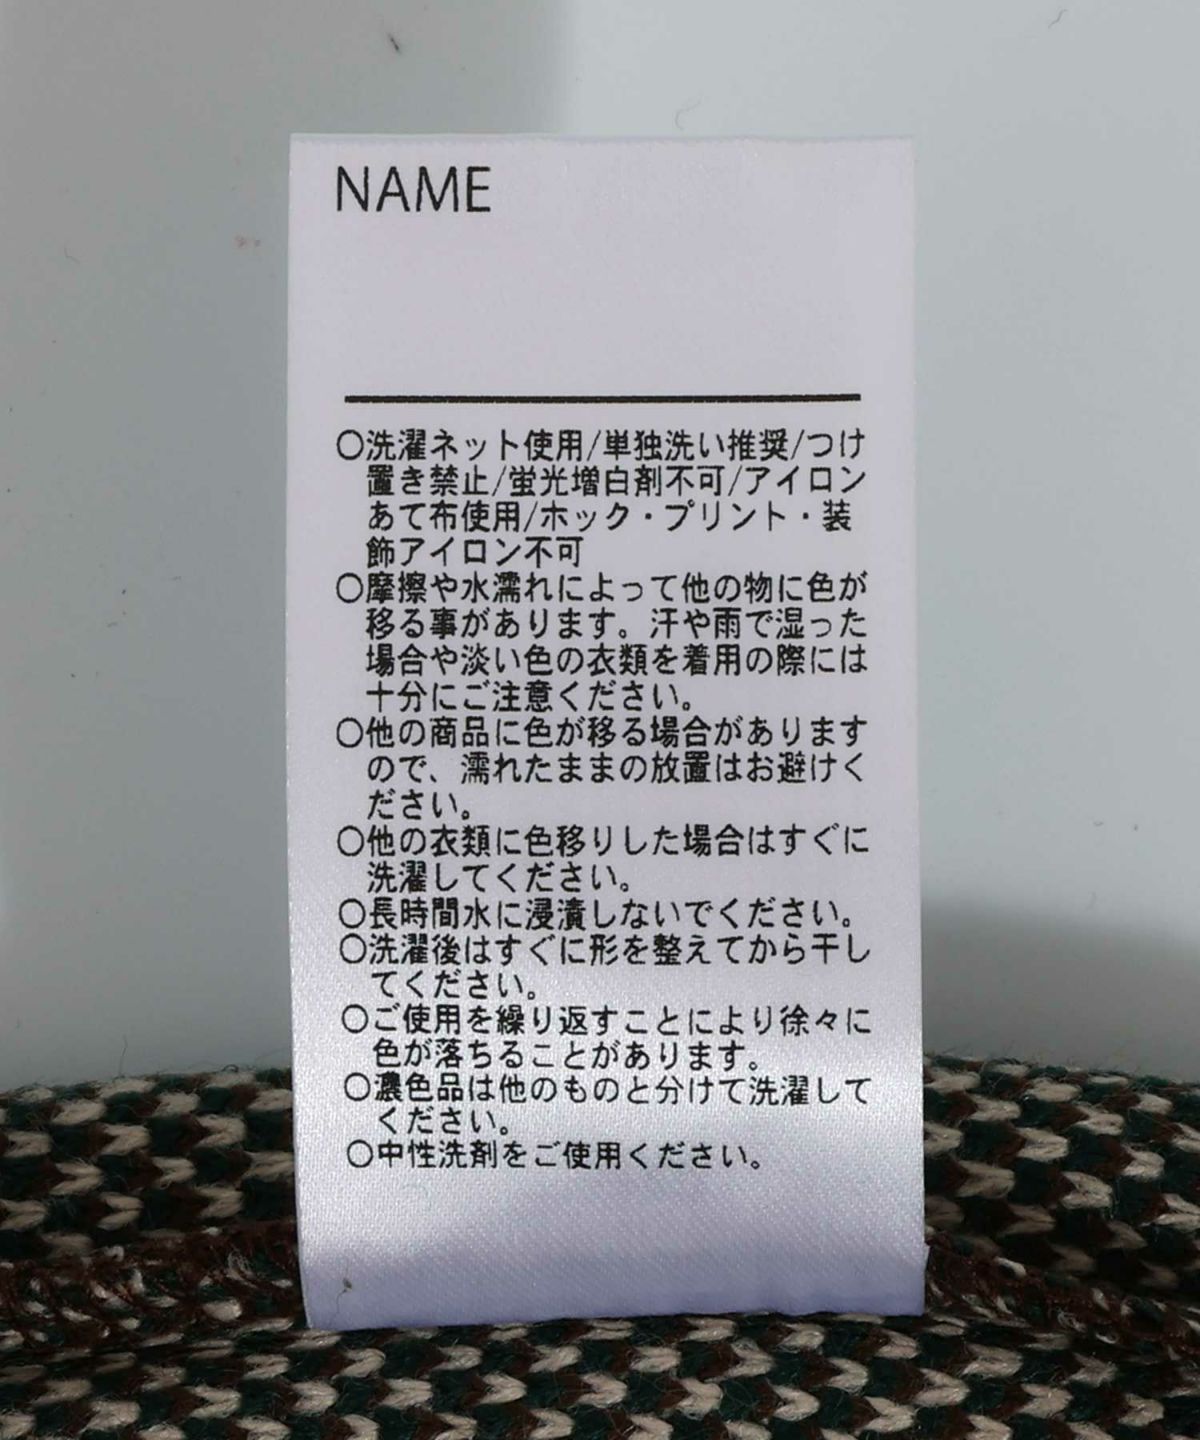 NAME
○洗濯ネット使用/単独洗い推奨/つけ
置き禁止/蛍光増白剤不可/アイロン
あて布使用/ホック・プリント・装
飾アイロン不可
○摩擦や水濡れによって他の物に色が
移る事があります。汗や雨で湿った
場合や淡い色の衣類を着用の際には
十分にご注意ください。
○他の商品に色が移る場合があります
ので、濡れたままの放置はお避けく
ださい。
○他の衣類に色移りした場合はすぐに
洗濯してください。
○長時間水に浸漬しないでください。
○洗濯後はすぐに形を整えてから干し
てください。
○ご使用を繰り返すことにより徐々に
色が落ちることがあります。
○濃色品は他のものと分けて洗濯して
ください。
○中性洗剤をご使用ください。